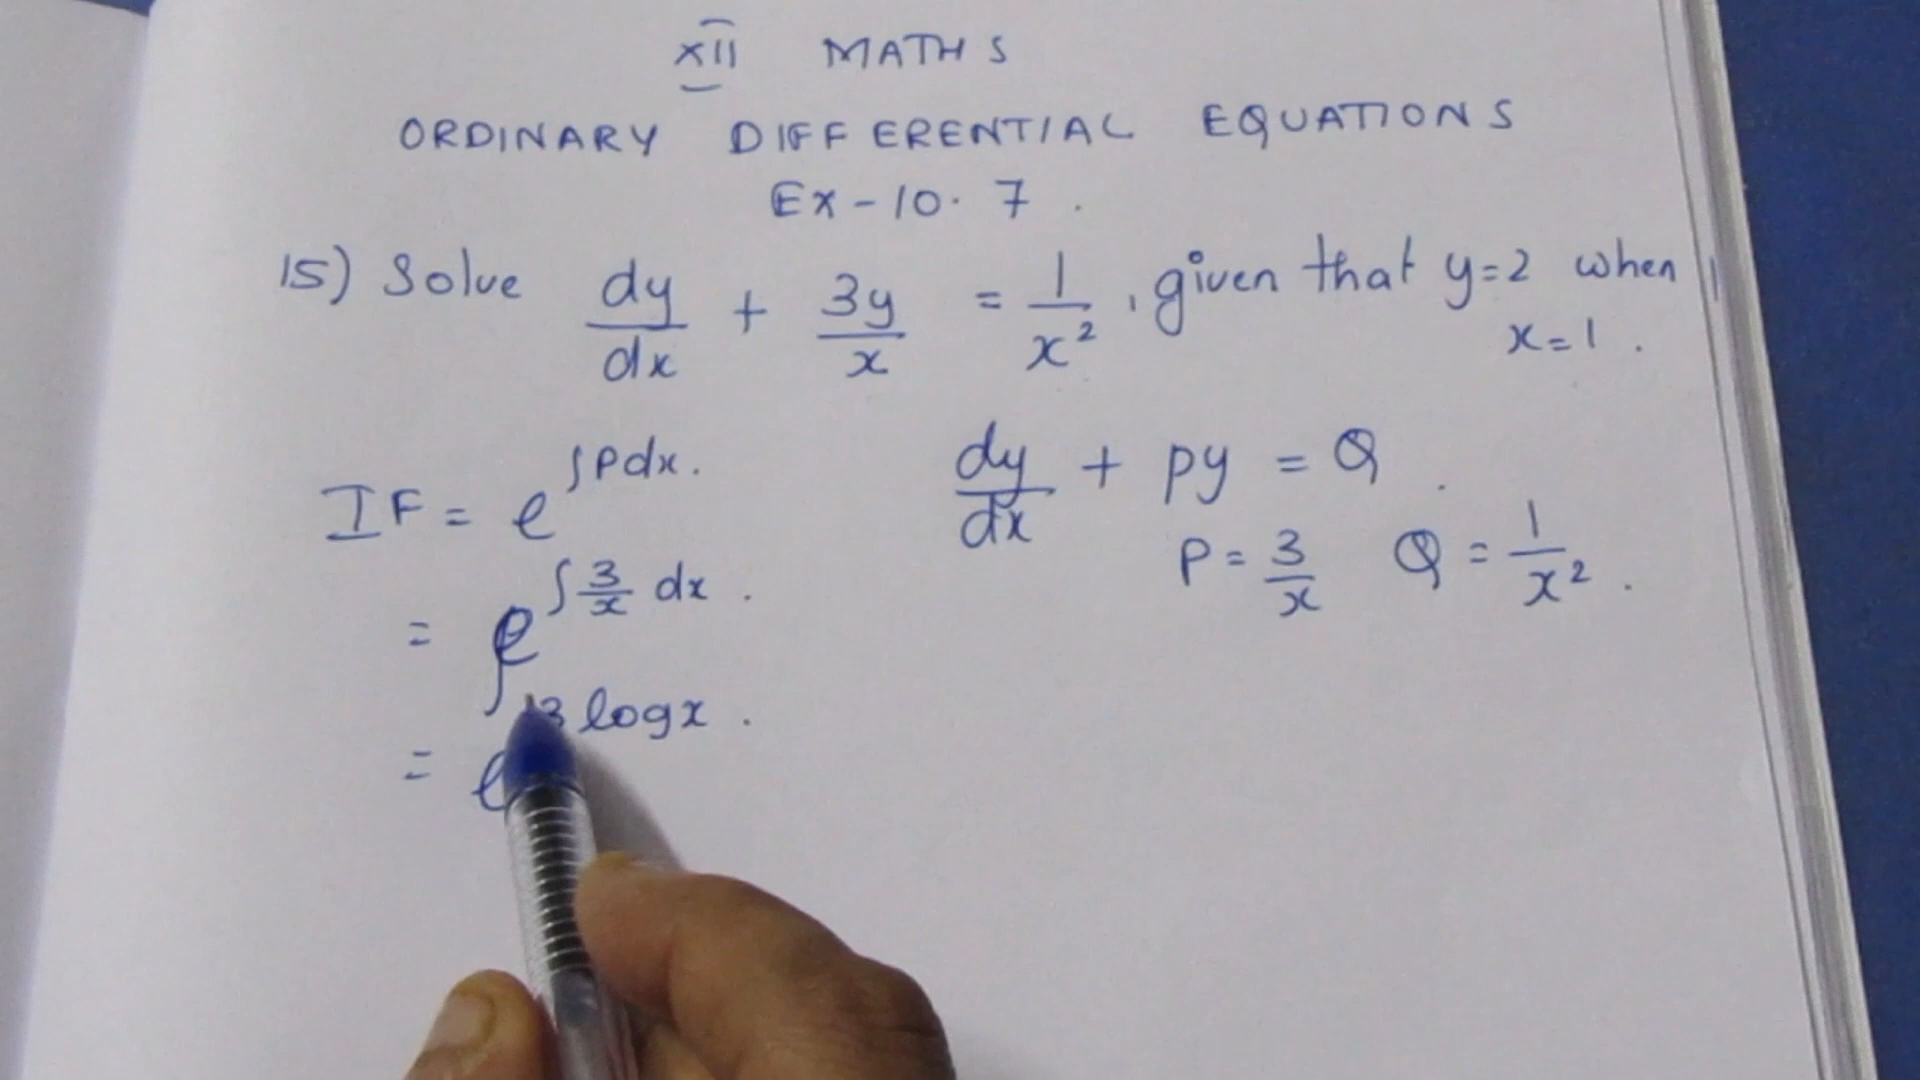 XII MATHS
ORDINARY DIFFERENTIAL EQUATIONS
Ex-10.7.
15) Solve dy/dx + 3y/x = 1/x², given that y=2 when x=1.
IF = e^∫Pdx.
dy/dx + py = Q.
P = 3/x Q = 1/x².
= e^∫3/x dx.
= e^3 log x.